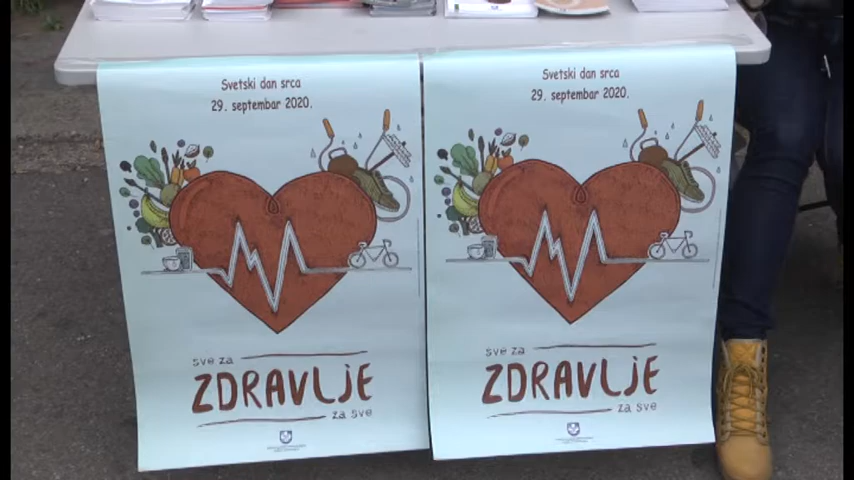 Svetski dan srca
29. septembar 2020.
sve za
ZDRAVLJE
za sve
Svetski dan srca
29. septembar 2020.
sve za
ZDRAVLJE
za sve